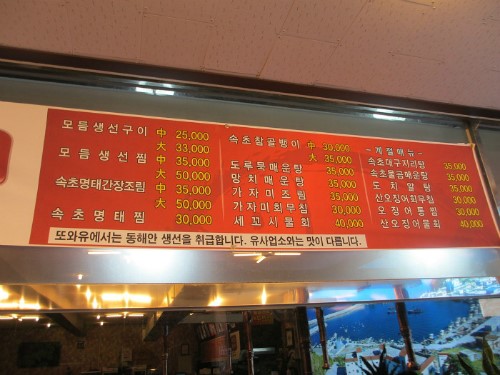 모듬생선구이 中 25,000
大 33,000
모듬생선찜 中 35,000
大 50,000
속초명태간장조림 中 35,000
大 50,000
속초명태찜 30,000
속초참골뱅이 中 30,000
大 35,000
도루묵매운탕 35,000
망치매운탕 35,000
가자미조림 35,000
가자미회무침 30,000
세꼬시물회 40,000
~계절메뉴~
속초대구지리탕 35,000
속초물곰매운탕 35,000
도치알탕 35,000
산오징어회무침 30,000
오징어통찜 30,000
산오징어물회 40,000
또와유에서는 동해안 생선을 취급합니다. 유사업소와는 맛이 다릅니다.